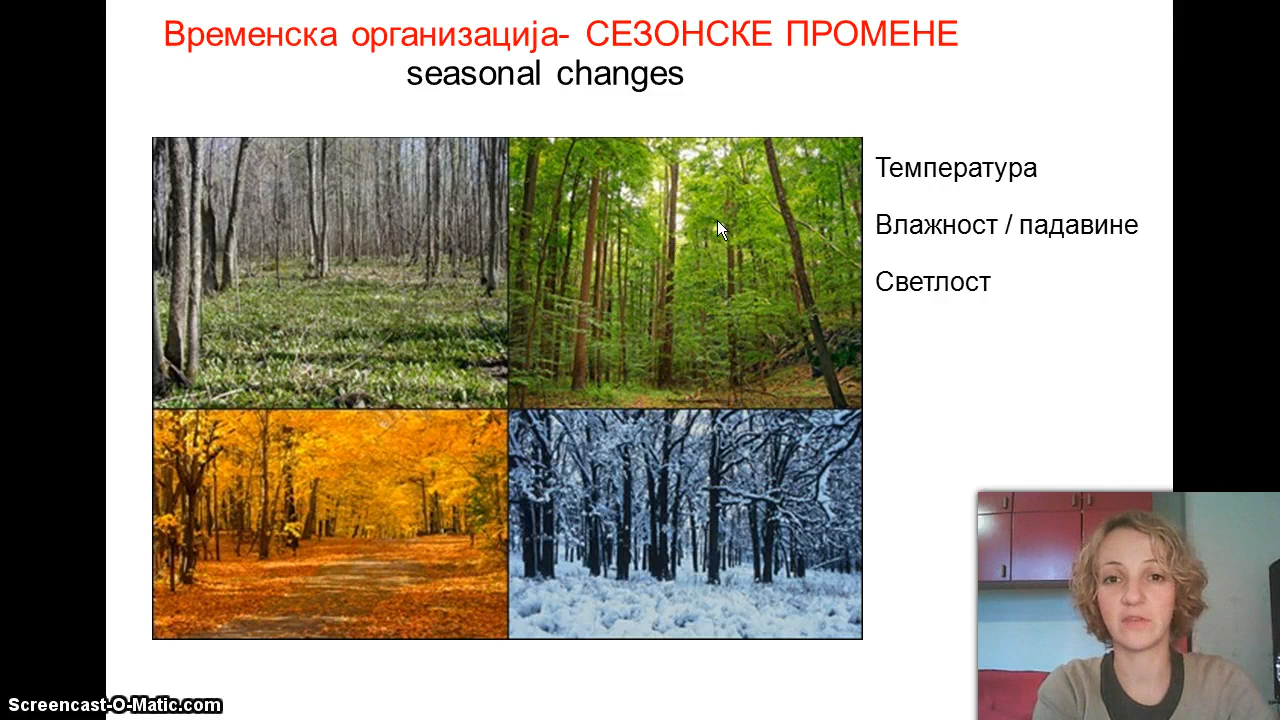 Временска организација- СЕЗОНСКЕ ПРОМЕНЕ
seasonal changes
Температура
Влажност / падавине
Светлост
Screencast-O-Matic.com